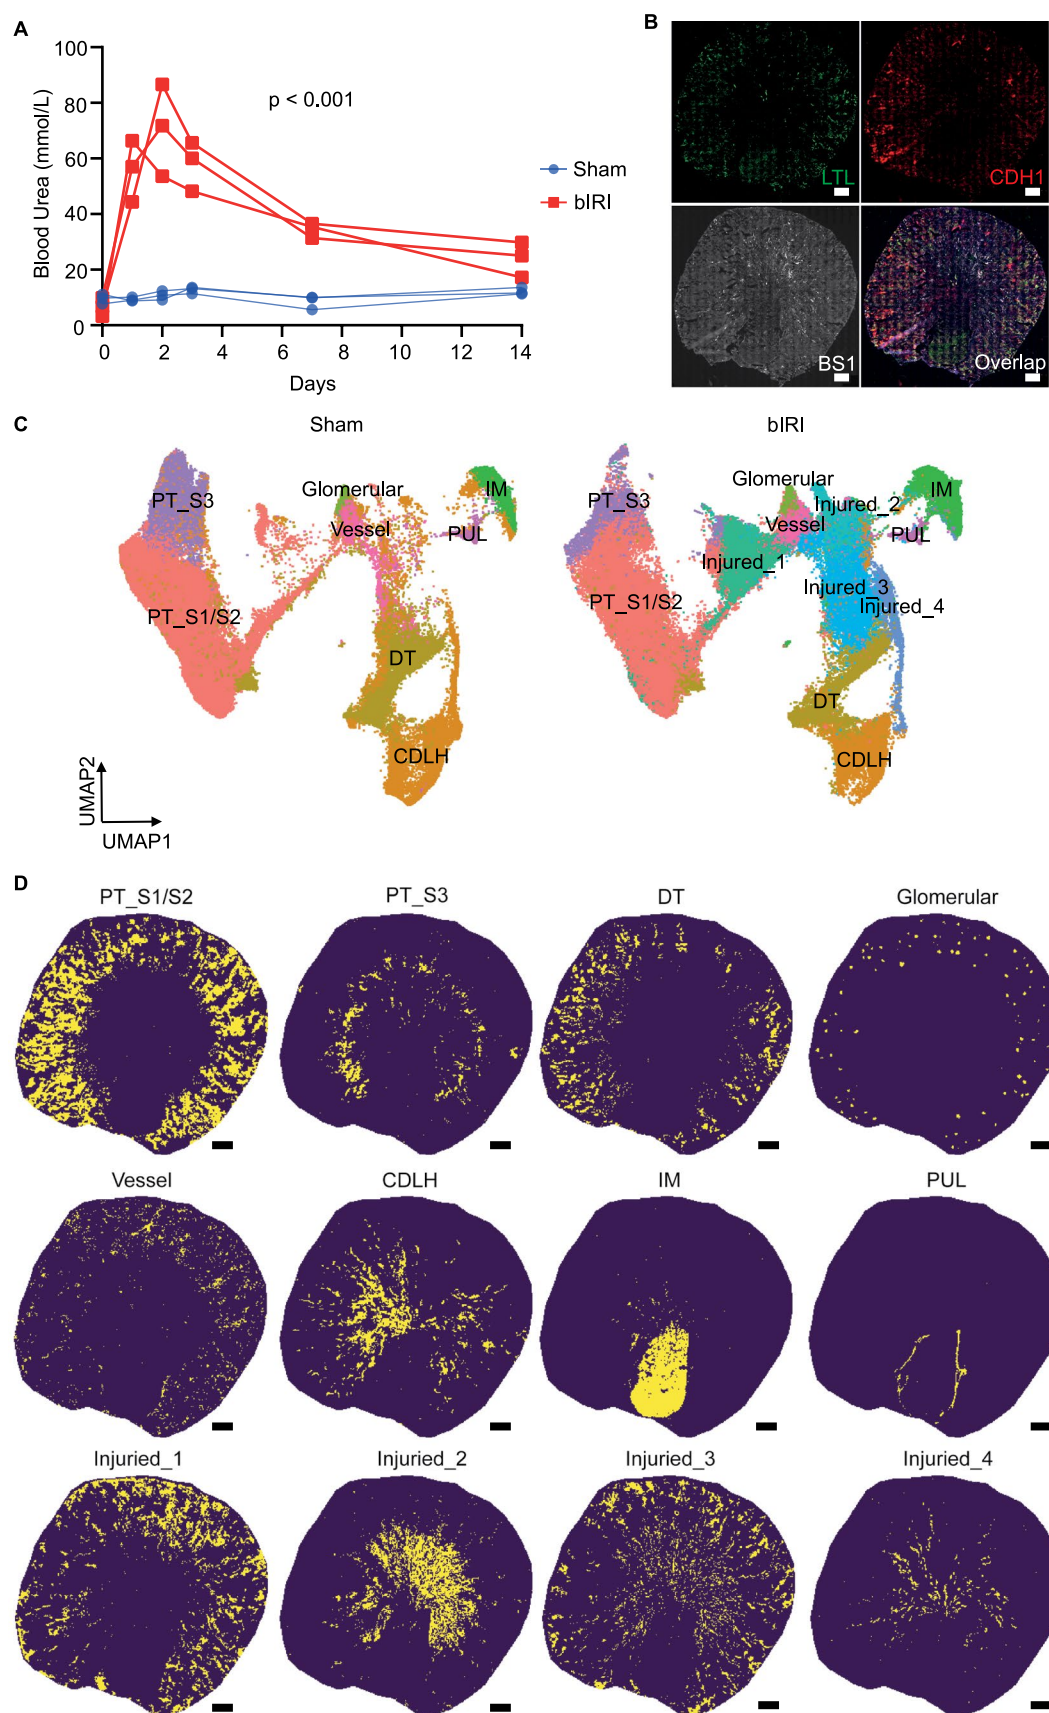 A
100
80
60
40
20
0
Blood Urea (mmol/L)
p < 0.001
0 2 4 6 8 10 12 14
Days
Sham
bIRI
B
LTL
CDH1
BS1
Overlap
C
Sham
bIRI
PT_S3
Glomerular
Vessel
IM
PUL
PT_S1/S2
DT
CDLH
UMAP2
UMAP1
Glomerular
PT_S3
Injured_2
IM
Vessel
PUL
Injured_1
Injured_3
PT_S1/S2
Injured_4
DT
CDLH
D
PT_S1/S2 PT_S3 DT Glomerular
Vessel CDLH IM PUL
Injuried_1 Injuried_2 Injuried_3 Injuried_4